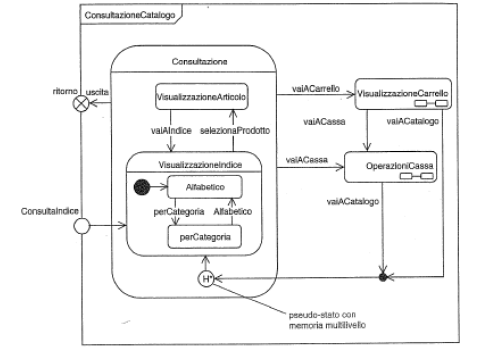 ConsultazioneCatalogo
Consultazione
ritorno
uscita
VisualizzazioneArticolo
vaiACarrello
VisualizzazioneCarrello
vaiACassa
vaiACatalogo
vaiAIndice
selezionaProdotto
VisualizzazioneIndice
vaiACassa
OperazioniCassa
Alfabetico
ConsultaIndice
perCategoria
Alfabetico
vaiACatalogo
perCategoria
H*
pseudo-stato con
memoria multilivello